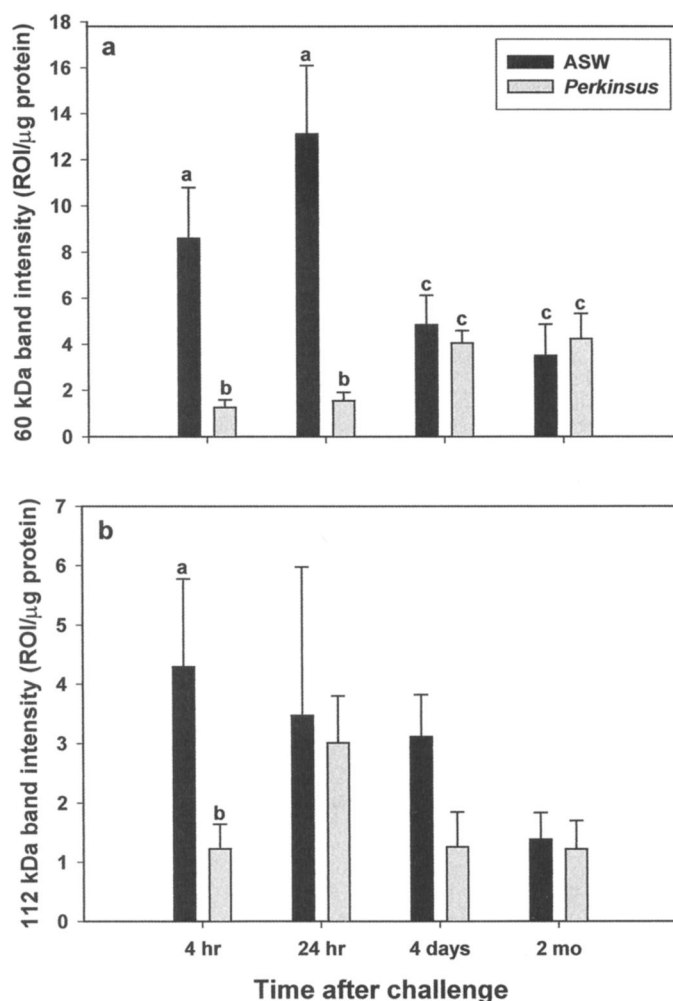 a
ASW
Perkinsus
60 kDa band intensity (ROI/µg protein)
18
16
14
12
10
8
6
4
2
0
a
b
a
b
c
c
c
c
b
112 kDa band intensity (ROI/µg protein)
7
6
5
4
3
2
1
0
a
b
4 hr 24 hr 4 days 2 mo
Time after challenge